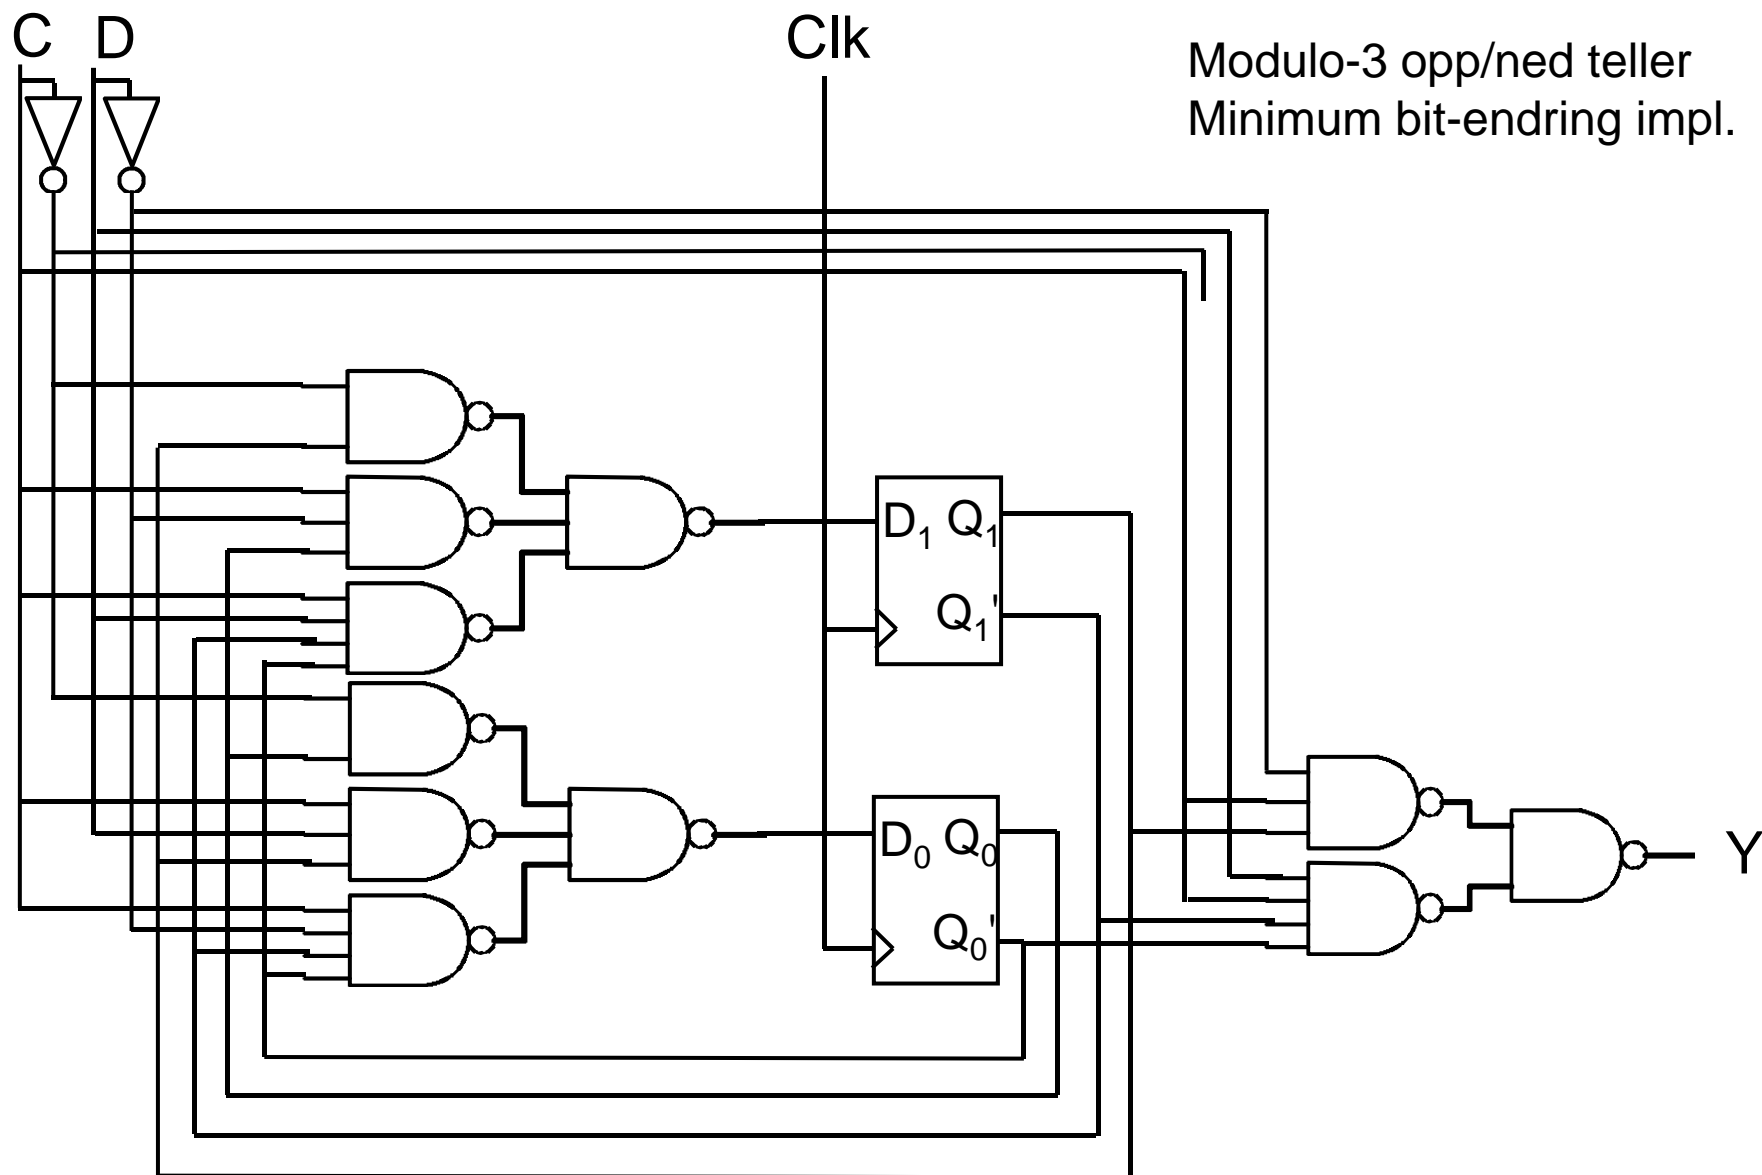 C D
Clk
Modulo-3 opp/ned teller
Minimum bit-endring impl.
D₁ Q₁
Q₁'
D₀ Q₀
Q₀'
Y